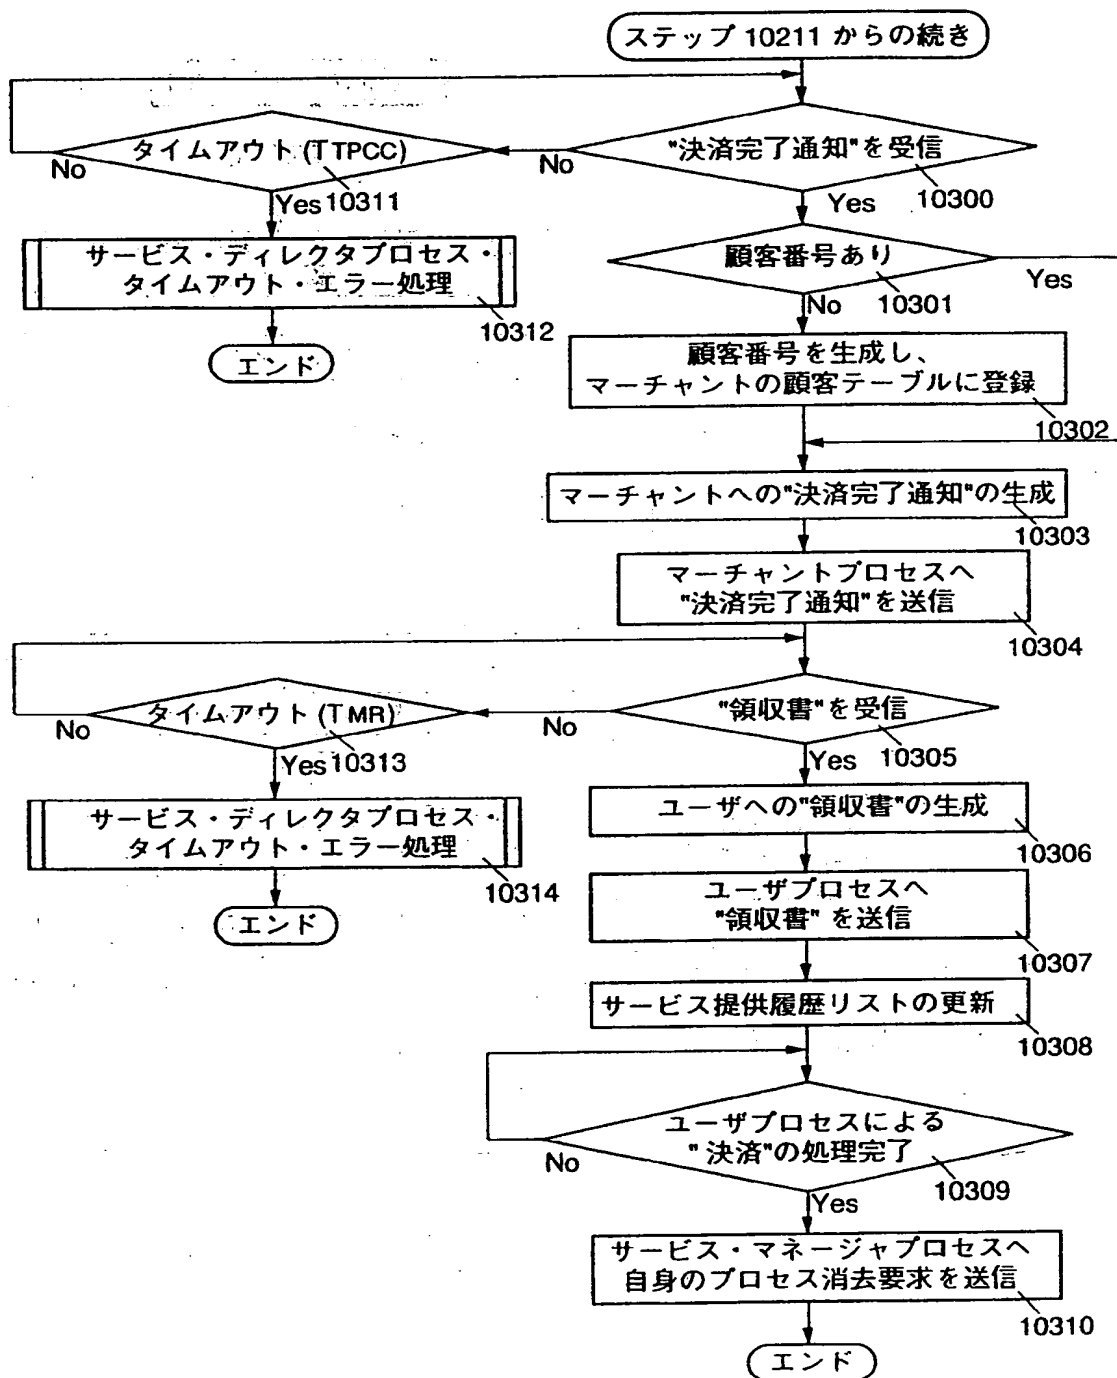 ステップ 10211 からの続き
タイムアウト (TTPCC)
No
Yes
10311
"決済完了通知"を受信
No
10300
Yes
サービス・ディレクタプロセス・
タイムアウト・エラー処理
10312
エンド
顧客番号あり
Yes
10301
No
顧客番号を生成し、
マーチャントの顧客テーブルに登録
10302
マーチャントへの"決済完了通知"の生成
10303
マーチャントプロセスへ
"決済完了通知"を送信
10304
タイムアウト (TMR)
No
Yes
10313
"領収書"を受信
No
10305
Yes
サービス・ディレクタプロセス・
タイムアウト・エラー処理
10314
エンド
ユーザへの"領収書"の生成
10306
ユーザプロセスへ
"領収書" を送信
10307
サービス提供履歴リストの更新
10308
ユーザプロセスによる
"決済"の処理完了
No
10309
Yes
サービス・マネージャプロセスへ
自身のプロセス消去要求を送信
10310
エンド